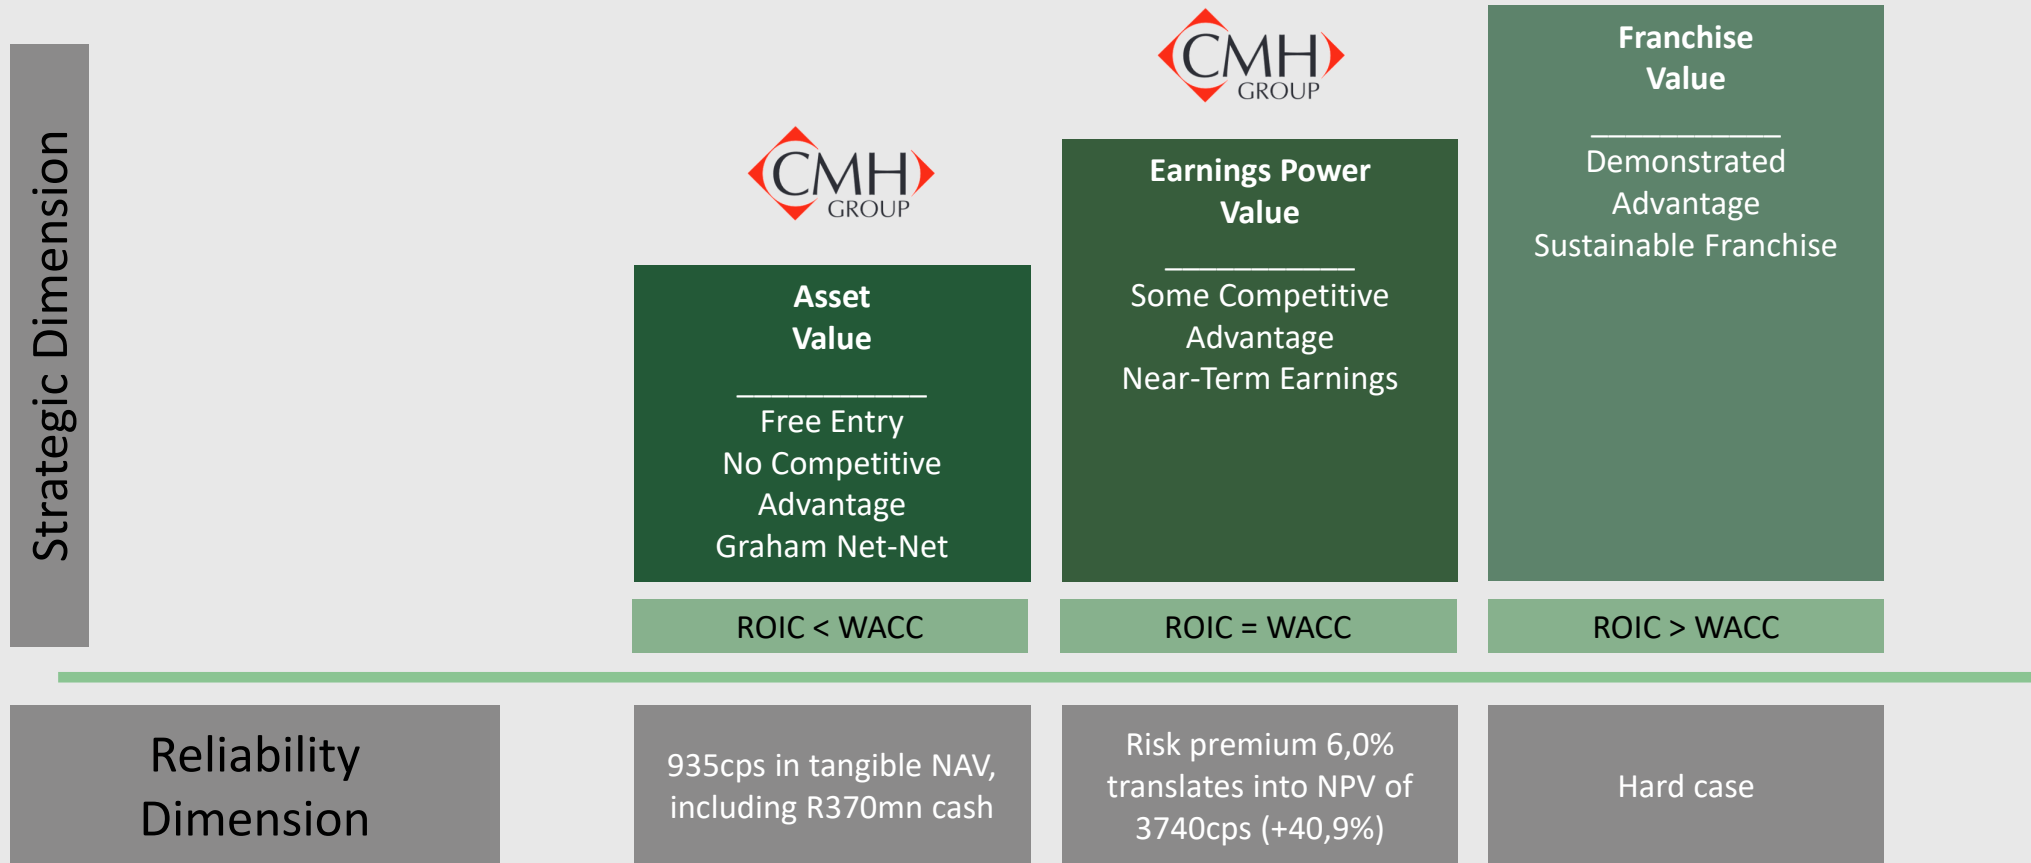 Strategic Dimension
CMH
GROUP
Asset
Value
___________
Free Entry
No Competitive
Advantage
Graham Net-Net
ROIC < WACC
CMH
GROUP
Earnings Power
Value
___________
Some Competitive
Advantage
Near-Term Earnings
ROIC = WACC
Franchise
Value
___________
Demonstrated
Advantage
Sustainable Franchise
ROIC > WACC
Reliability
Dimension
935cps in tangible NAV,
including R370mn cash
Risk premium 6,0%
translates into NPV of
3740cps (+40,9%)
Hard case